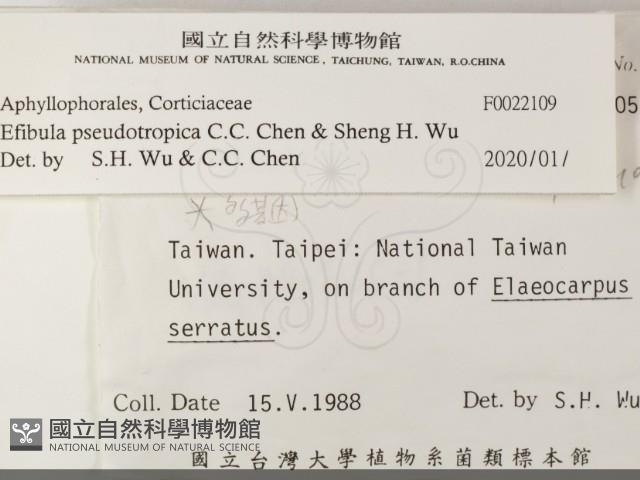 國立自然科學博物館
NATIONAL MUSEUM OF NATURAL SCIENCE, TAICHUNG, TAIWAN, R.O.CHINA
No.
Aphyllophorales, Corticiaceae F0022109
05
Efibula pseudotropica C.C. Chen & Sheng H. Wu
Det. by S.H. Wu & C.C. Chen 2020/01/
Taiwan. Taipei: National Taiwan
University, on branch of Elaeocarpus
serratus.
Coll. Date 15.V.1988 Det. by S.H. Wu
國立自然科學博物館
NATIONAL MUSEUM OF NATURAL SCIENCE
國立台灣大學植物系菌類標本館